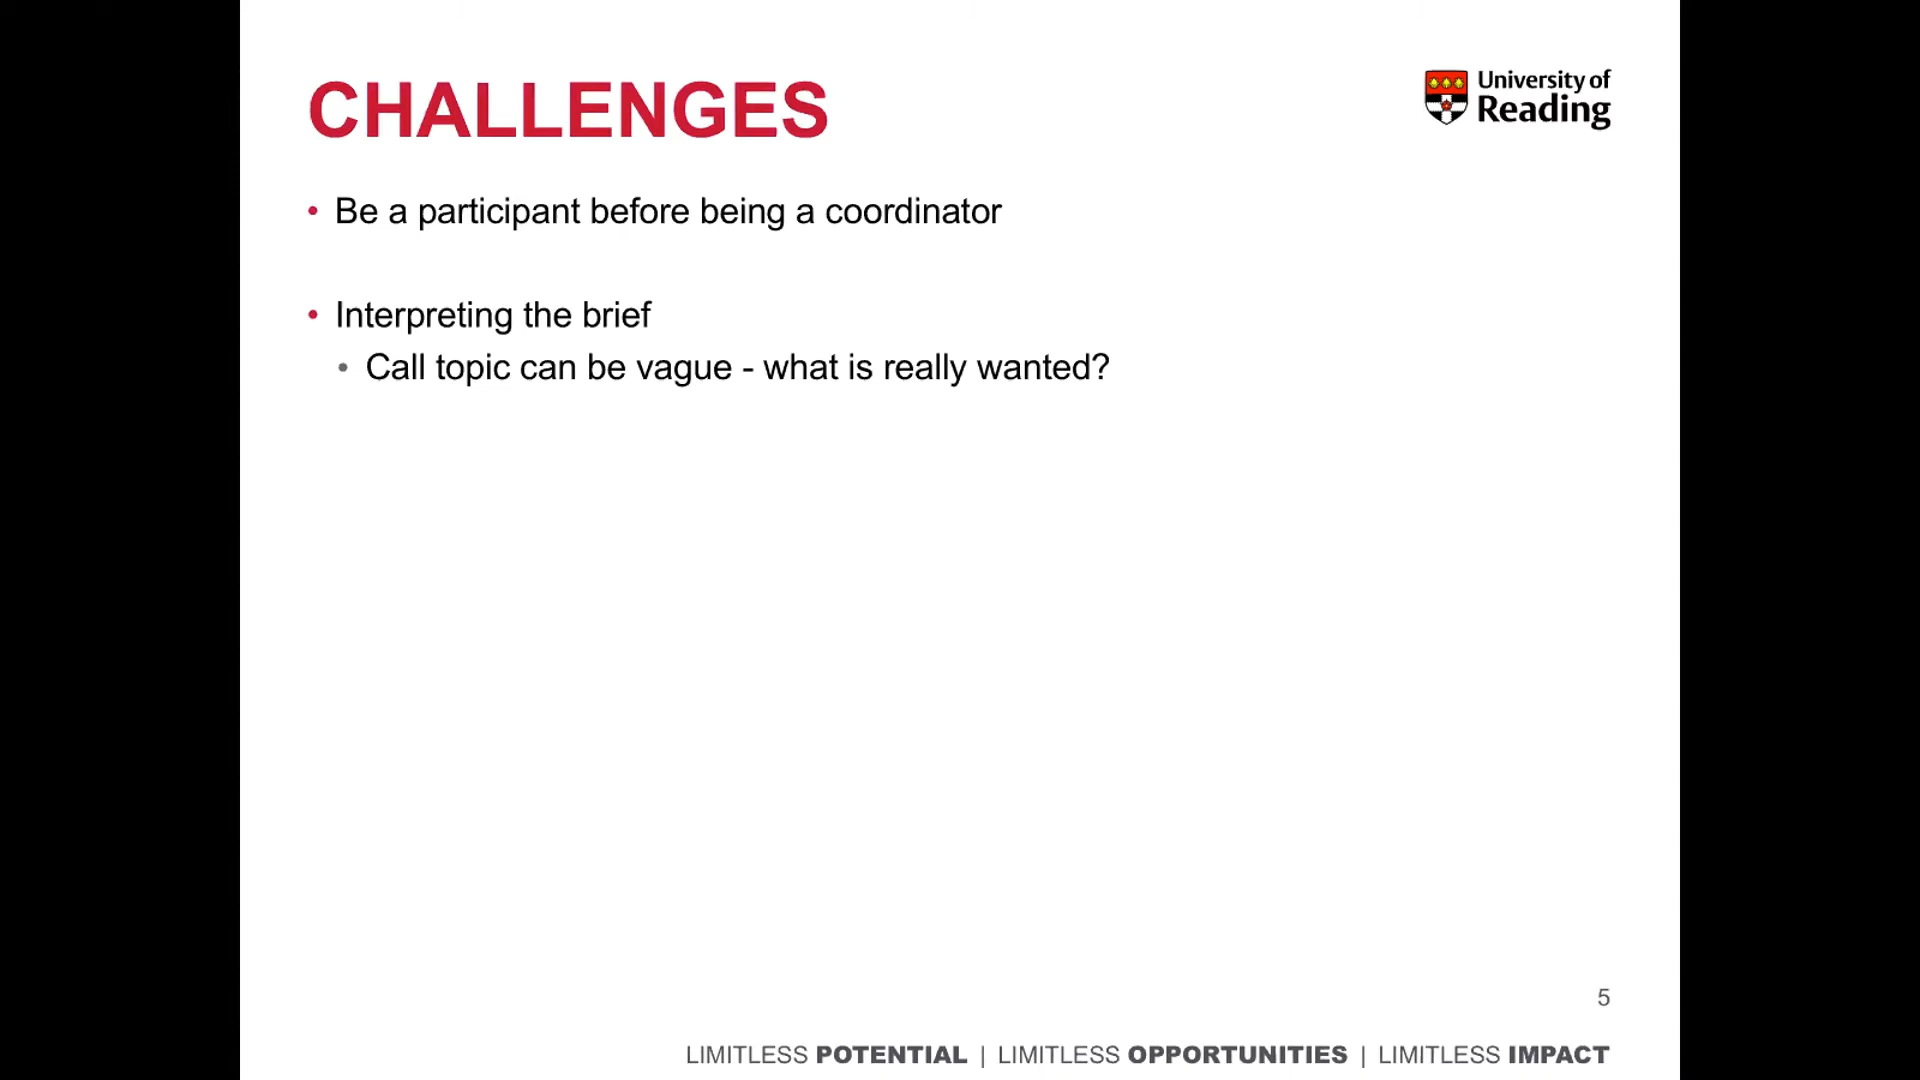 CHALLENGES
University of
Reading
• Be a participant before being a coordinator
• Interpreting the brief
• Call topic can be vague - what is really wanted?
5
LIMITLESS POTENTIAL | LIMITLESS OPPORTUNITIES | LIMITLESS IMPACT